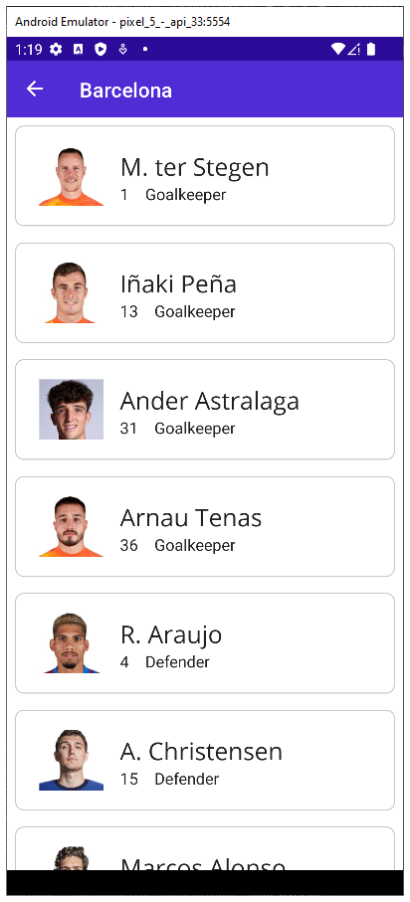 Android Emulator - pixel_5_-_api_33:5554
1:19
Barcelona
M. ter Stegen
1 Goalkeeper
Iñaki Peña
13 Goalkeeper
Ander Astralaga
31 Goalkeeper
Arnau Tenas
36 Goalkeeper
R. Araujo
4 Defender
A. Christensen
15 Defender
Marcos Alonso